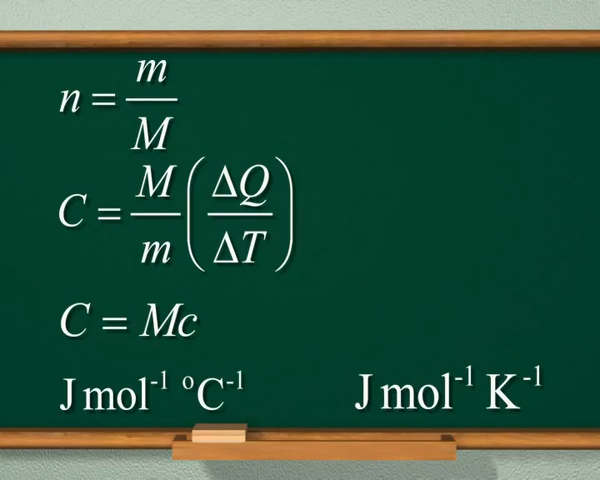 n = m/M
C = M/m (ΔQ/ΔT)
C = Mc
J mol⁻¹ °C⁻¹ J mol⁻¹ K⁻¹